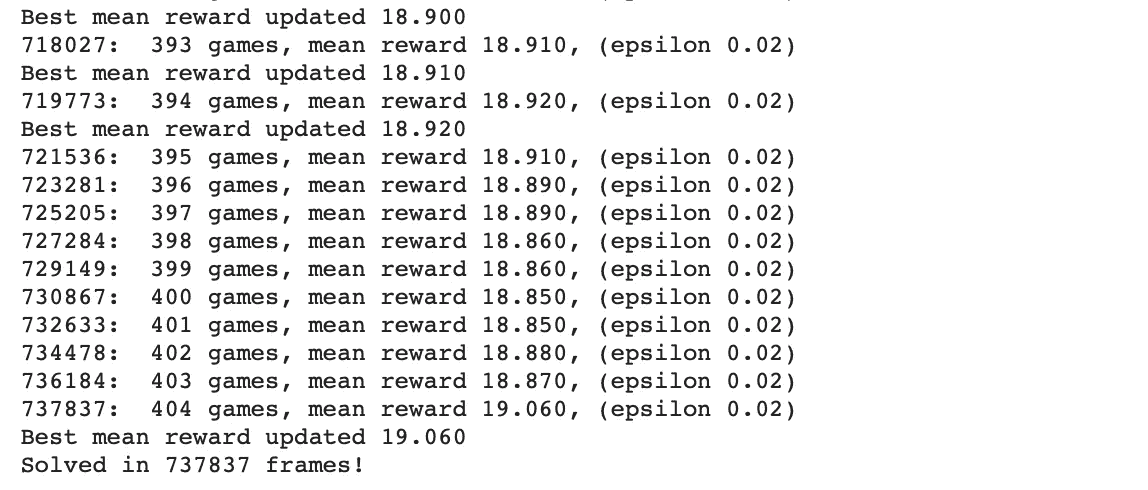 Best mean reward updated 18.900
718027:  393 games, mean reward 18.910, (epsilon 0.02)
Best mean reward updated 18.910
719773:  394 games, mean reward 18.920, (epsilon 0.02)
Best mean reward updated 18.920
721536:  395 games, mean reward 18.910, (epsilon 0.02)
723281:  396 games, mean reward 18.890, (epsilon 0.02)
725205:  397 games, mean reward 18.890, (epsilon 0.02)
727284:  398 games, mean reward 18.860, (epsilon 0.02)
729149:  399 games, mean reward 18.860, (epsilon 0.02)
730867:  400 games, mean reward 18.850, (epsilon 0.02)
732633:  401 games, mean reward 18.850, (epsilon 0.02)
734478:  402 games, mean reward 18.880, (epsilon 0.02)
736184:  403 games, mean reward 18.870, (epsilon 0.02)
737837:  404 games, mean reward 19.060, (epsilon 0.02)
Best mean reward updated 19.060
Solved in 737837 frames!